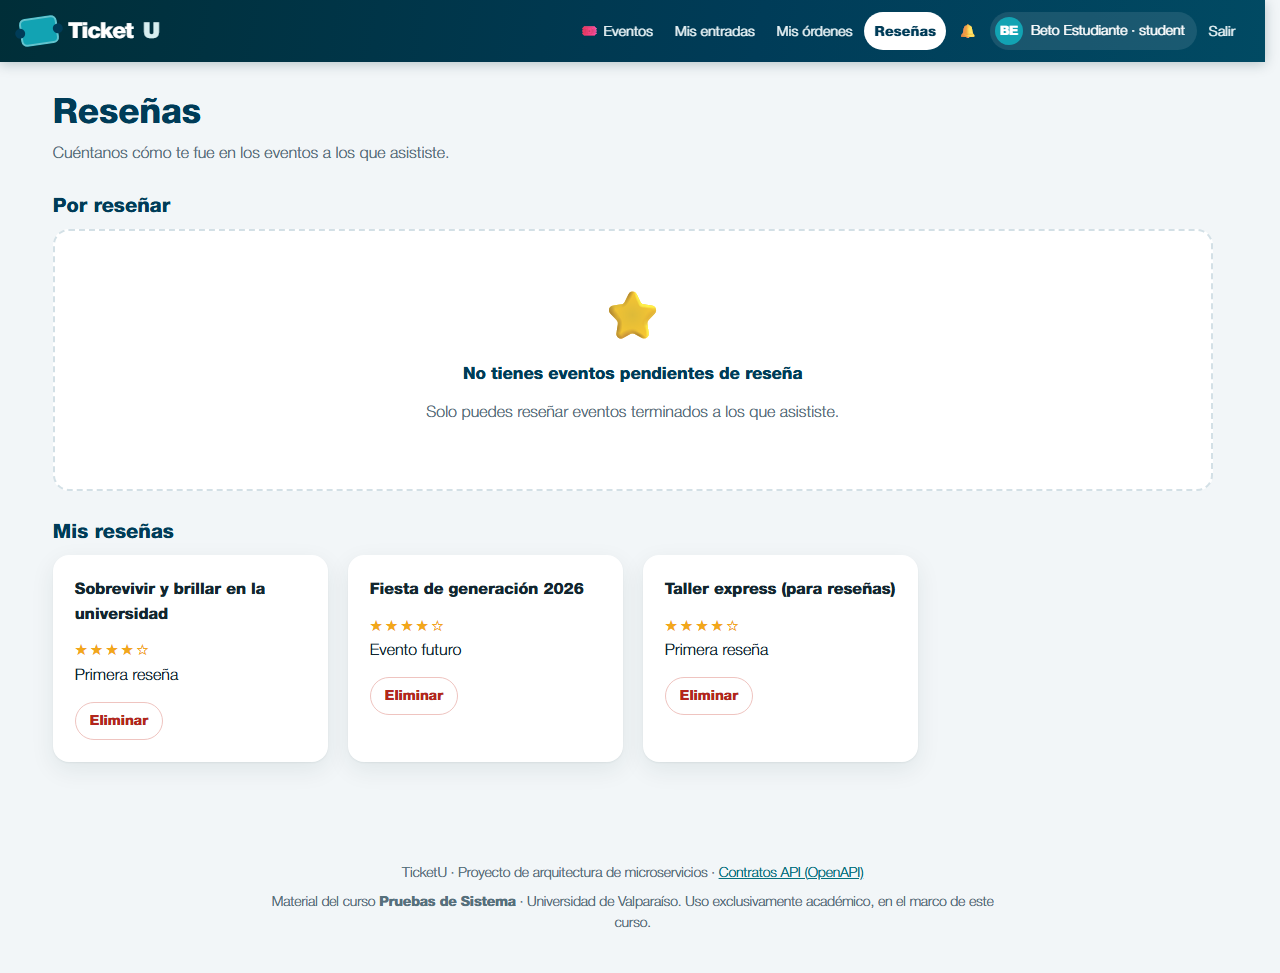 Ticket U
Eventos
Mis entradas
Mis órdenes
Reseñas
BE
Beto Estudiante · student
Salir
Reseñas
Cuéntanos cómo te fue en los eventos a los que asististe.
Por reseñar
No tienes eventos pendientes de reseña
Solo puedes reseñar eventos terminados a los que asististe.
Mis reseñas
Sobrevivir y brillar en la
universidad
★★★★☆
Primera reseña
Eliminar
Fiesta de generación 2026
★★★★☆
Evento futuro
Eliminar
Taller express (para reseñas)
★★★★☆
Primera reseña
Eliminar
TicketU · Proyecto de arquitectura de microservicios · Contratos API (OpenAPI)
Material del curso Pruebas de Sistema · Universidad de Valparaíso. Uso exclusivamente académico, en el marco de este
curso.